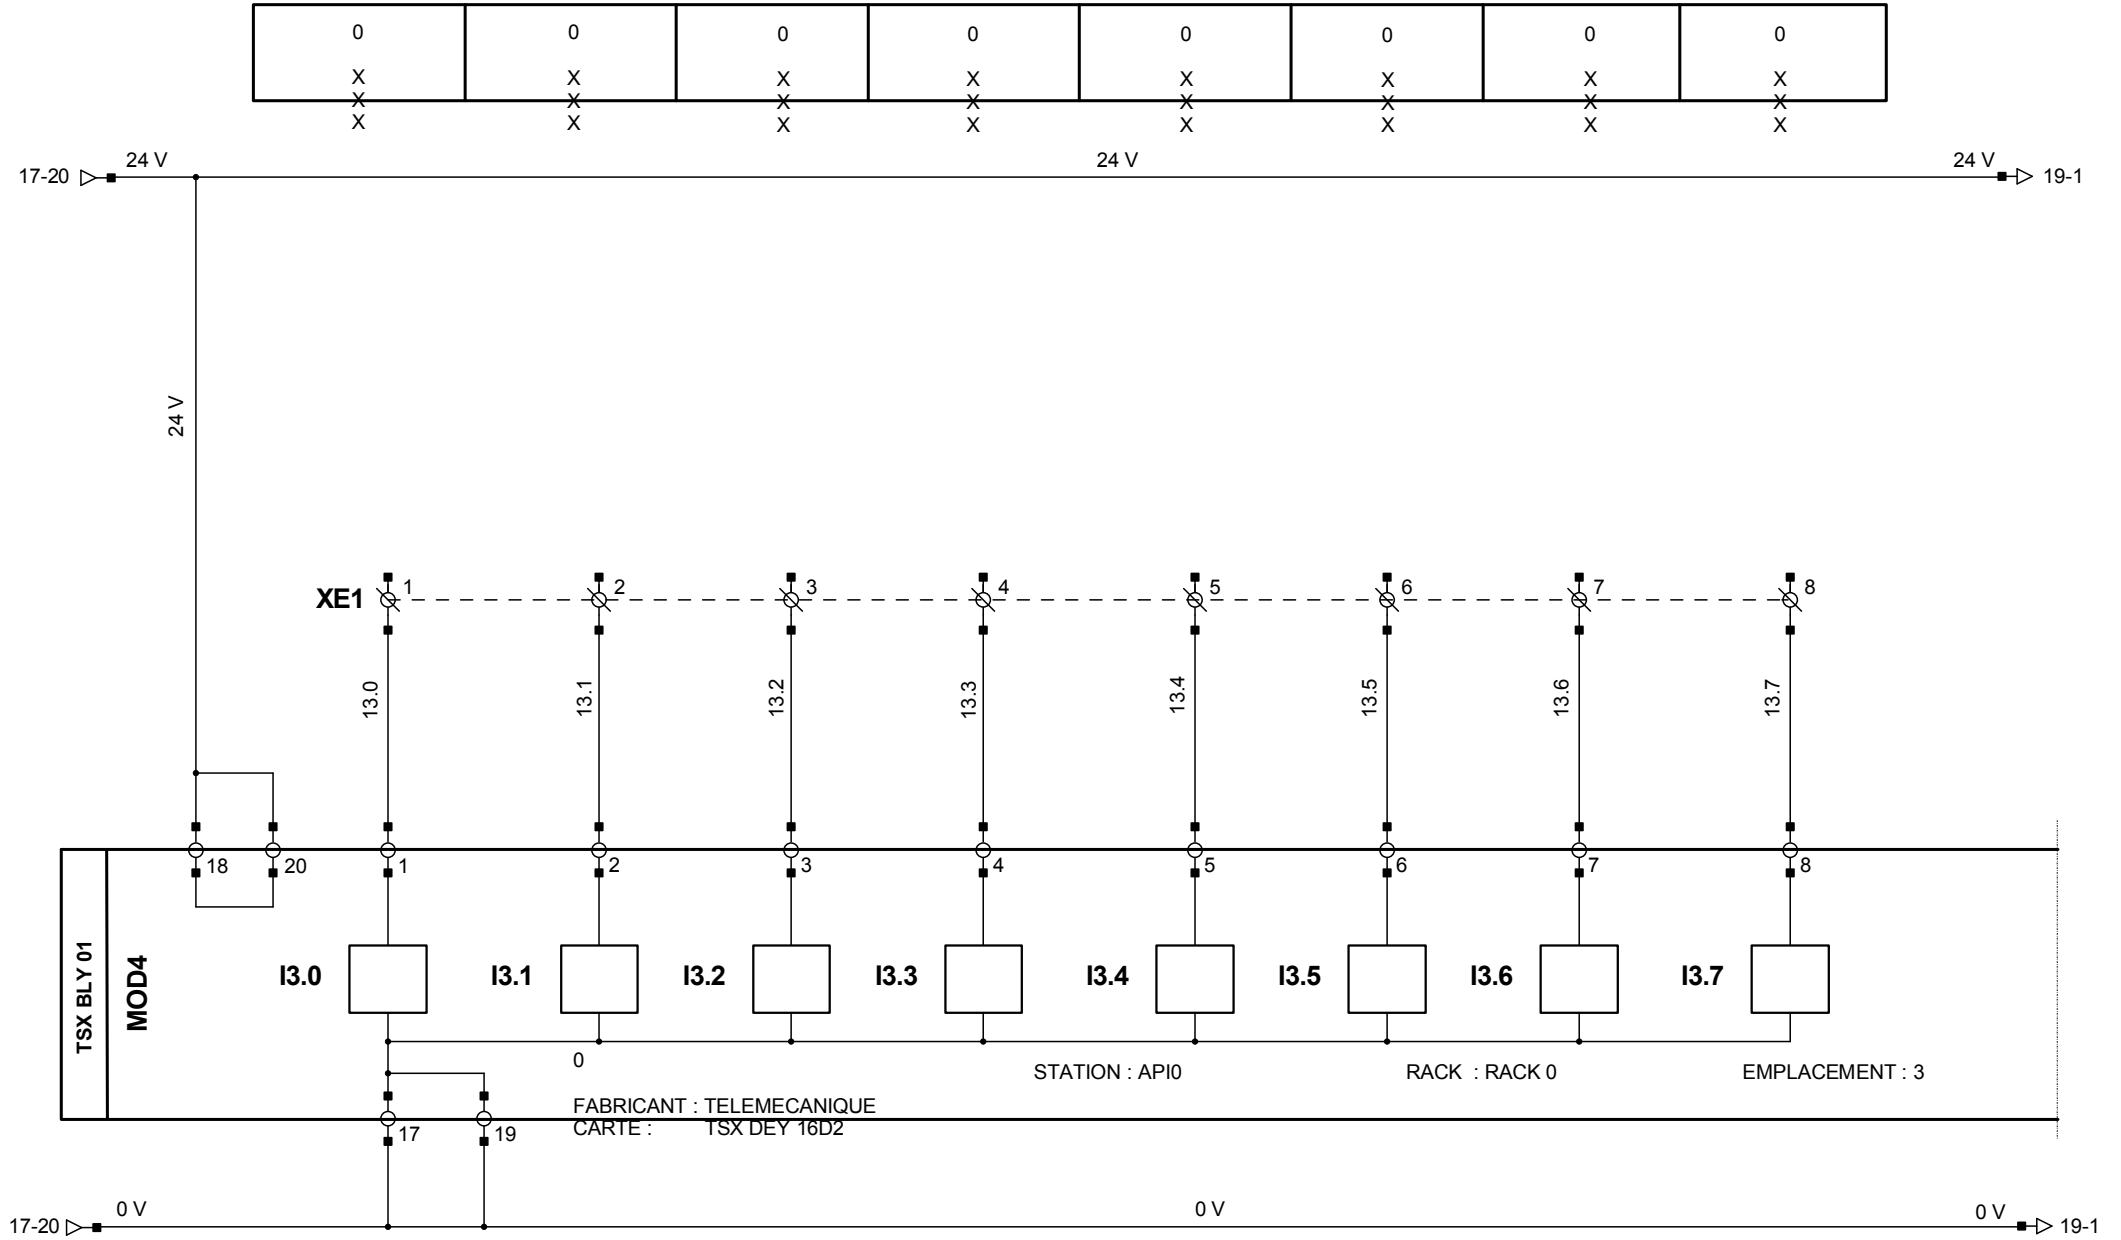 0 0 0 0 0 0 0 0
X X X X X X X X
X X X X X X X X
X X X X X X X X
24 V 24 V 24 V
17-20 19-1
24 V
XE1 1 2 3 4 5 6 7 8
13.0 13.1 13.2 13.3 13.4 13.5 13.6 13.7
18 20 1 2 3 4 5 6 7 8
TSX BLY 01
MOD4
I3.0 I3.1 I3.2 I3.3 I3.4 I3.5 I3.6 I3.7
0
STATION : API0 RACK : RACK 0 EMPLACEMENT : 3
FABRICANT : TELEMECANIQUE
CARTE : TSX DEY 16D2
17 19
0 V 0 V 0 V
17-20 19-1